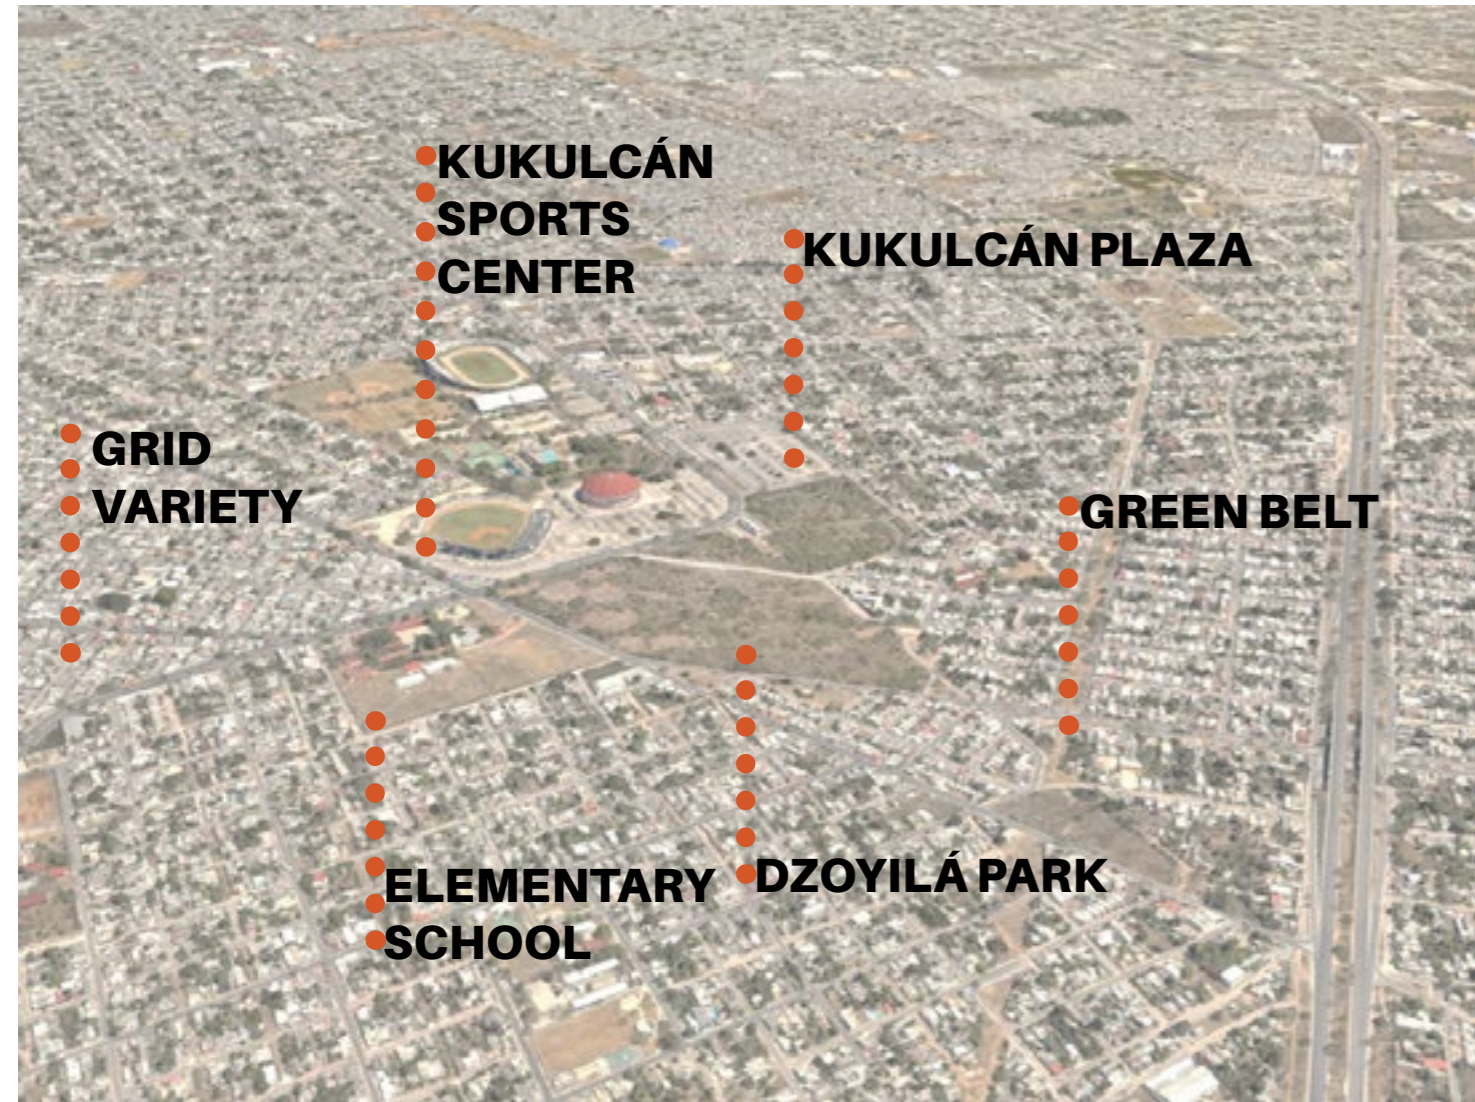 KUKULCÁN
SPORTS
CENTER
KUKULCÁN PLAZA
GRID
VARIETY
GREEN BELT
ELEMENTARY
SCHOOL
DZOYILÁ PARK